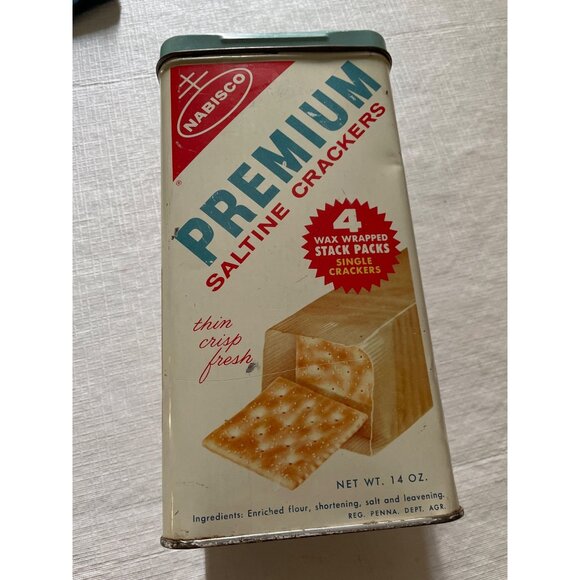 NABISCO
®
PREMIUM
SALTINE CRACKERS
4
WAX WRAPPED
STACK PACKS
SINGLE
CRACKERS
thin
crisp
fresh
NET WT. 14 OZ.
Ingredients: Enriched flour, shortening, salt and leavening.
REG. PENNA. DEPT. AGR.